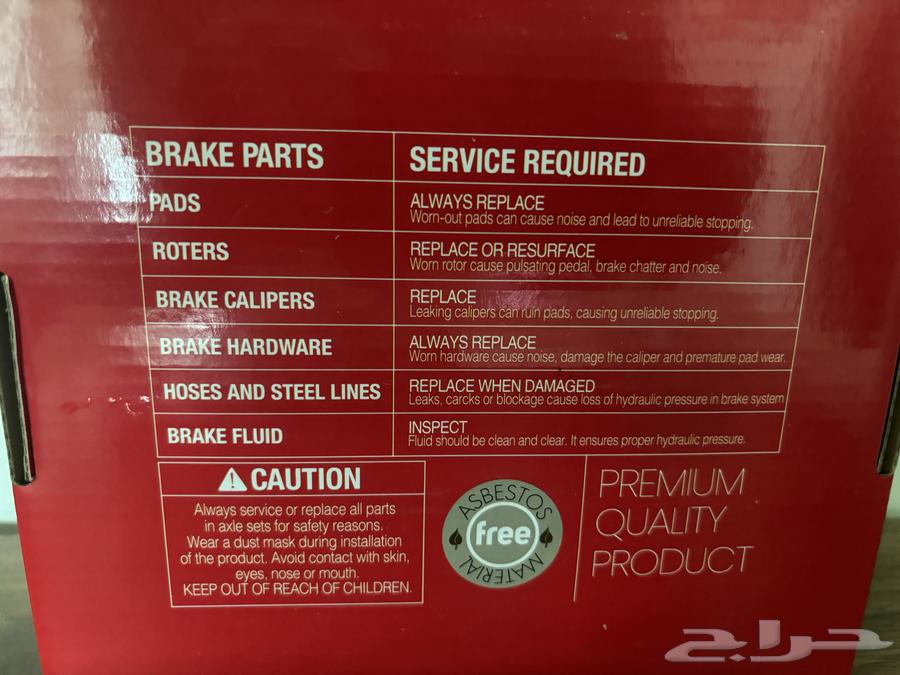 BRAKE PARTS
SERVICE REQUIRED
PADS
ALWAYS REPLACE
Worn-out pads can cause noise and lead to unreliable stopping.
ROTERS
REPLACE OR RESURFACE
Worn rotor cause pulsating pedal, brake chatter and noise.
BRAKE CALIPERS
REPLACE
Leaking calipers can ruin pads, causing unreliable stopping.
BRAKE HARDWARE
ALWAYS REPLACE
Worn hardware cause noise, damage the caliper and premature pad wear.
HOSES AND STEEL LINES
REPLACE WHEN DAMAGED
Leaks, carcks or blockage cause loss of hydraulic pressure in brake system
BRAKE FLUID
INSPECT
Fluid should be clean and clear. It ensures proper hydraulic pressure.
CAUTION
Always service or replace all parts
in axle sets for safety reasons.
Wear a dust mask during installation
of the product. Avoid contact with skin,
eyes, nose or mouth.
KEEP OUT OF REACH OF CHILDREN.
ASBESTOS
free
MATERIAL
PREMIUM
QUALITY
PRODUCT
حراج